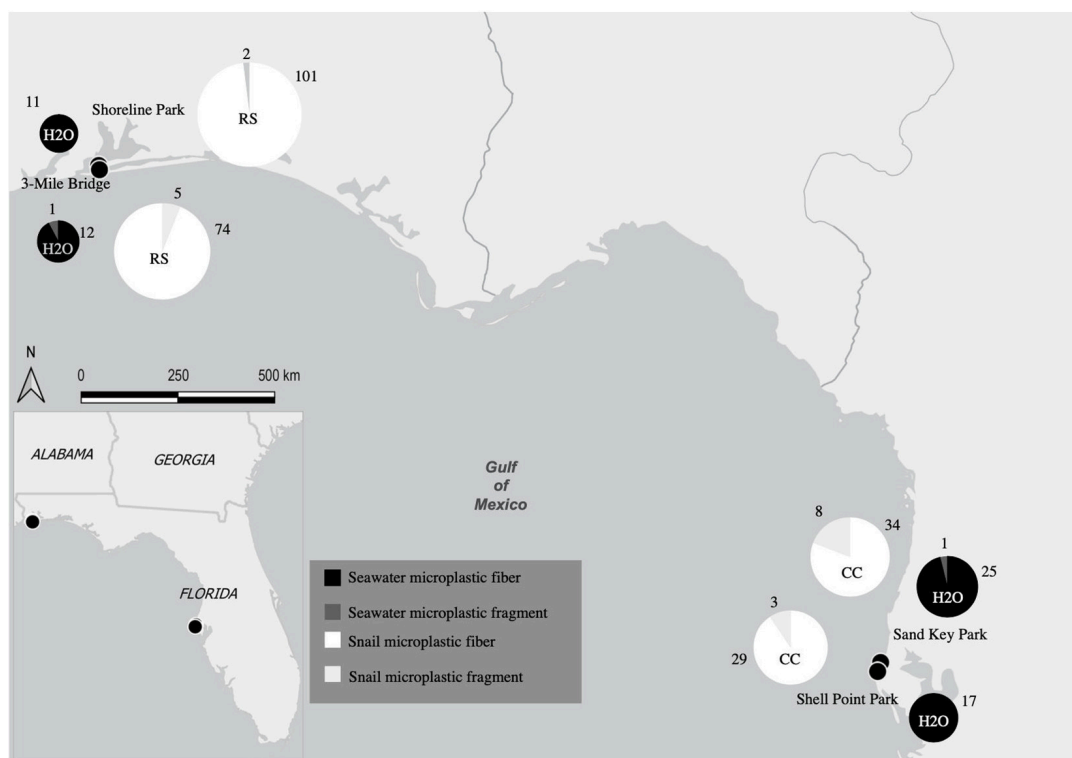 2
101
RS
11
Shoreline Park
H2O
3-Mile Bridge
1
12
H2O
5
74
RS
N
0 250 500 km
ALABAMA
GEORGIA
FLORIDA
Gulf
of
Mexico
Seawater microplastic fiber
Seawater microplastic fragment
Snail microplastic fiber
Snail microplastic fragment
8
34
CC
1
25
H2O
Sand Key Park
3
29
CC
Shell Point Park
17
H2O